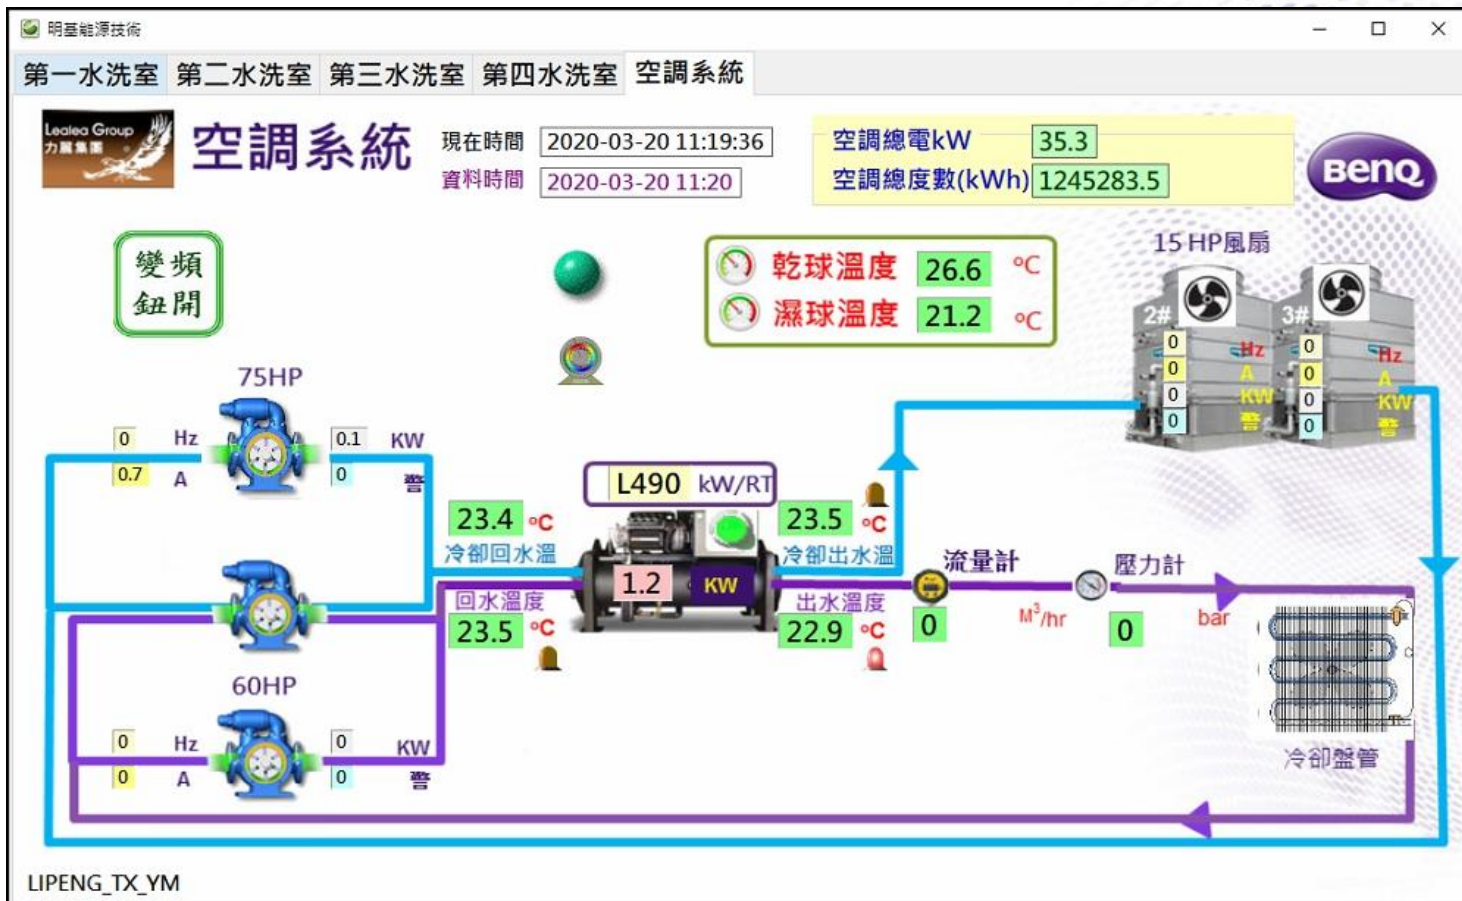 明基能源技術
第一水洗室 第二水洗室 第三水洗室 第四水洗室 空調系統
Lealea Group
力麗集團
空調系統
現在時間 2020-03-20 11:19:36
資料時間 2020-03-20 11:20
空調總電kW 35.3
空調總度數(kWh) 1245283.5
BenQ
變頻
鈕開
乾球溫度 26.6 °C
濕球溫度 21.2 °C
15 HP風扇
2# 3#
0 Hz 0 Hz
0 A 0 A
0 KW 0 KW
0 警 0 警
75HP
0 Hz 0.1 KW
0.7 A 0 警
L490 kW/RT
23.4 °C
冷卻回水溫
23.5 °C
冷卻出水溫
1.2 KW
回水溫度
23.5 °C
出水溫度
22.9 °C
流量計
0 M³/hr
壓力計
0 bar
60HP
0 Hz 0 KW
0 A 0 警
冷卻盤管
LIPENG_TX_YM